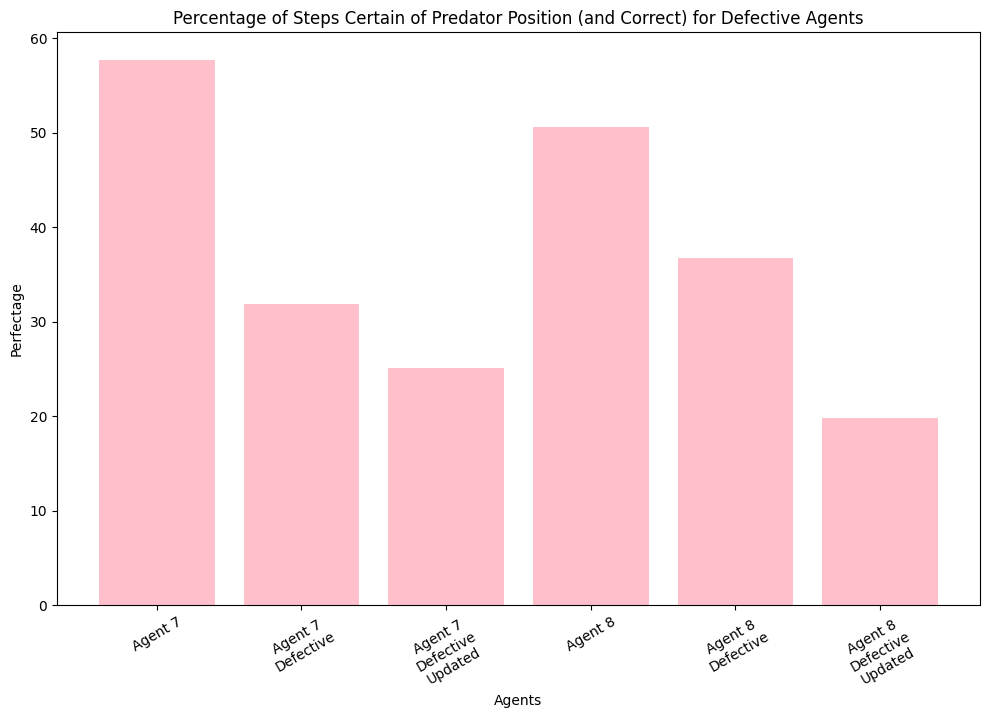 Percentage of Steps Certain of Predator Position (and Correct) for Defective Agents
60
50
40
30
20
10
0
Perfectage
Agent 7
Agent 7
Defective
Agent 7
Defective
Updated
Agent 8
Agent 8
Defective
Agent 8
Defective
Updated
Agents